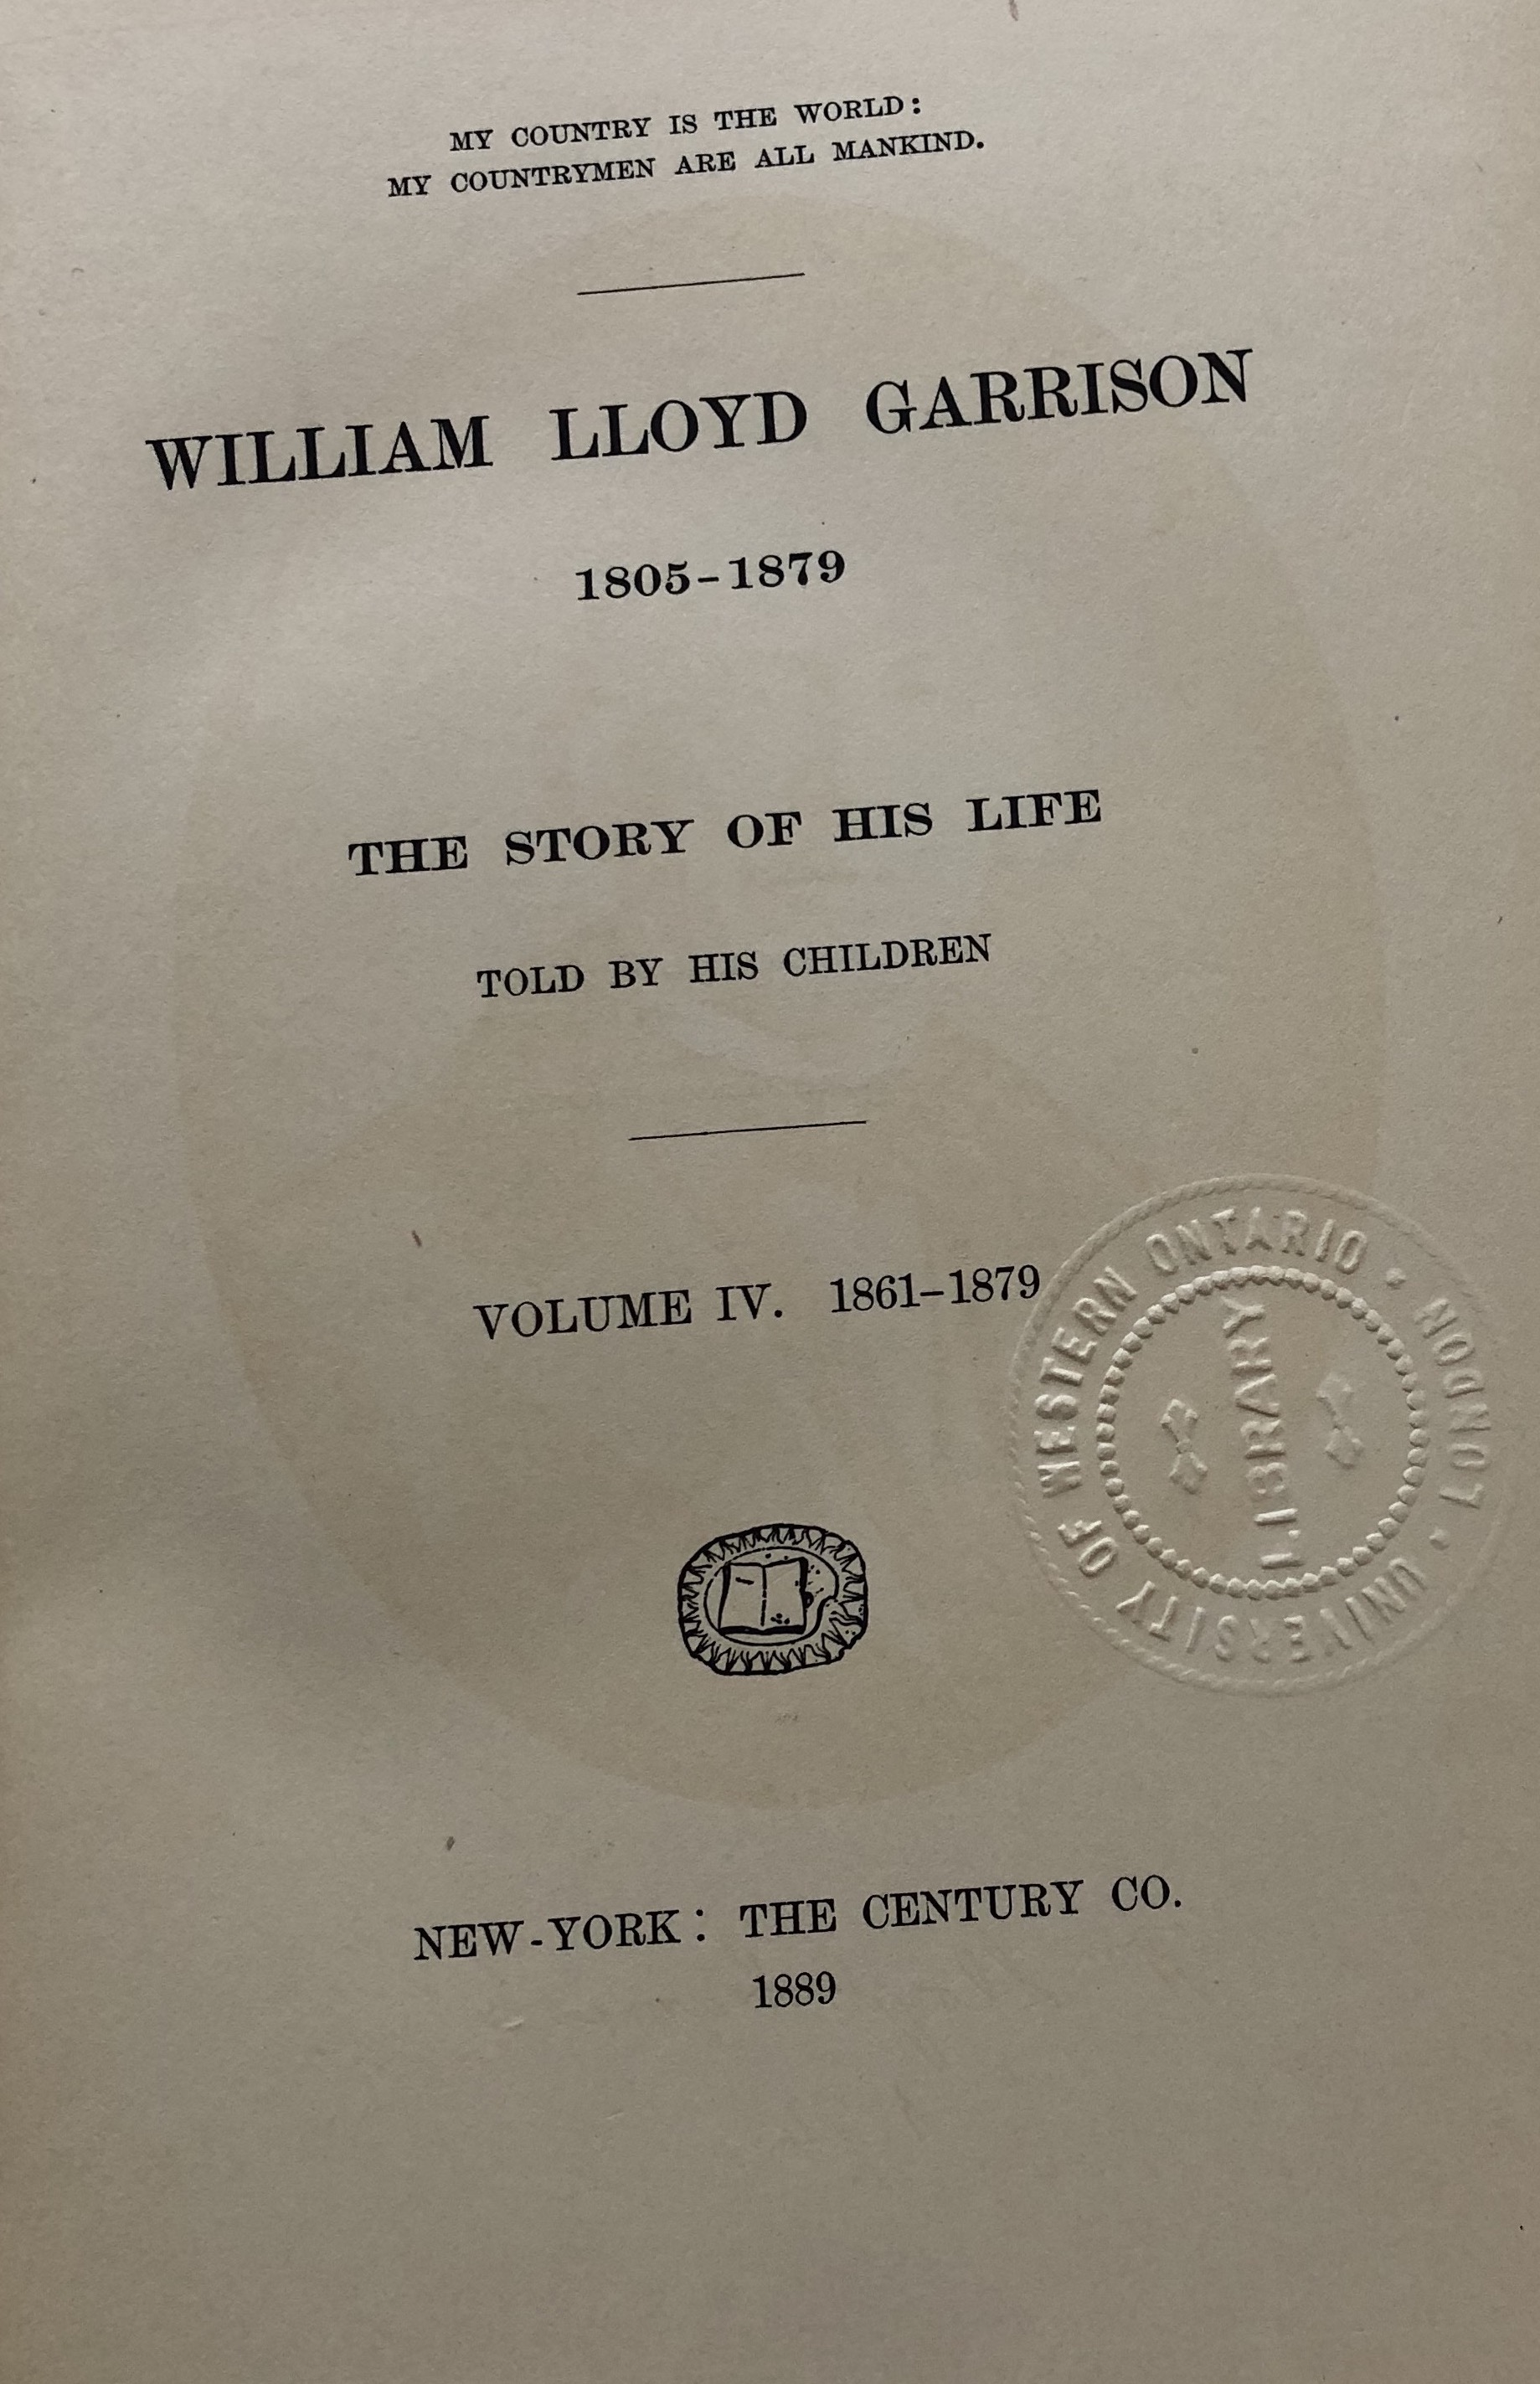 MY COUNTRY IS THE WORLD:
MY COUNTRYMEN ARE ALL MANKIND.
WILLIAM LLOYD GARRISON
1805-1879
THE STORY OF HIS LIFE
TOLD BY HIS CHILDREN
VOLUME IV. 1861-1879
UNIVERSITY OF WESTERN ONTARIO • LONDON •
LIBRARY
NEW-YORK: THE CENTURY CO.
1889